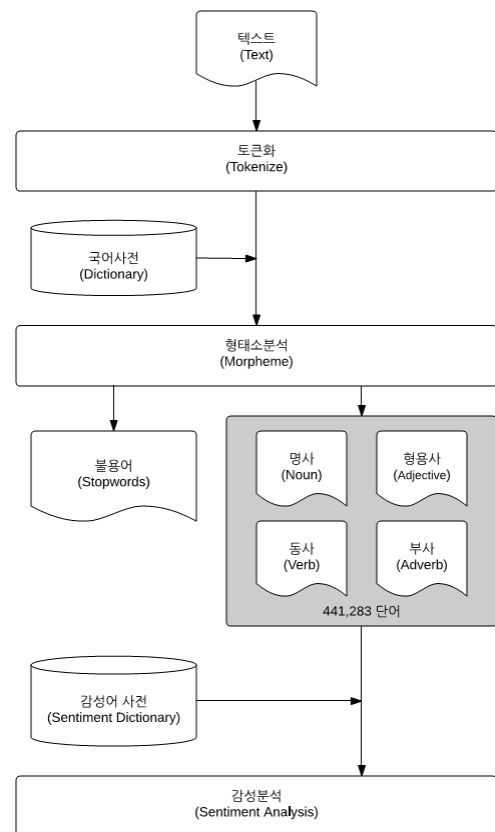 텍스트
(Text)
토큰화
(Tokenize)
국어사전
(Dictionary)
형태소분석
(Morpheme)
불용어
(Stopwords)
명사
(Noun)
형용사
(Adjective)
동사
(Verb)
부사
(Adverb)
441,283 단어
감성어 사전
(Sentiment Dictionary)
감성분석
(Sentiment Analysis)